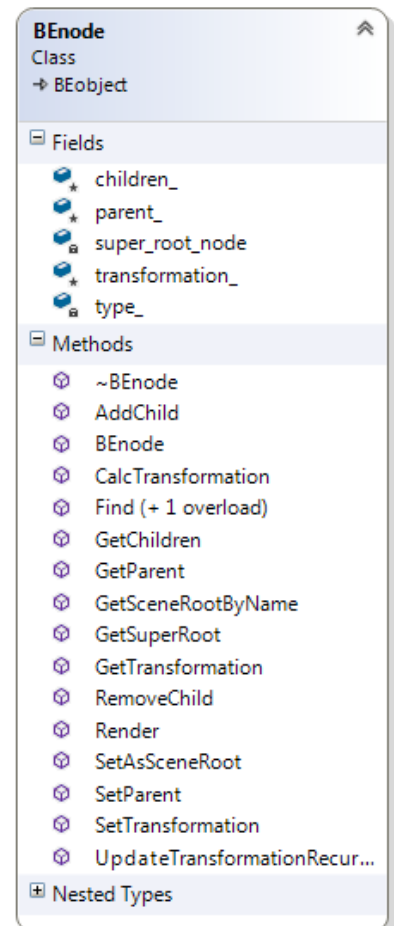 BEnode
Class
BEobject
Fields
children_
parent_
super_root_node
transformation_
type_
Methods
~BEnode
AddChild
BEnode
CalcTransformation
Find (+ 1 overload)
GetChildren
GetParent
GetSceneRootByName
GetSuperRoot
GetTransformation
RemoveChild
Render
SetAsSceneRoot
SetParent
SetTransformation
UpdateTransformationRecur...
Nested Types